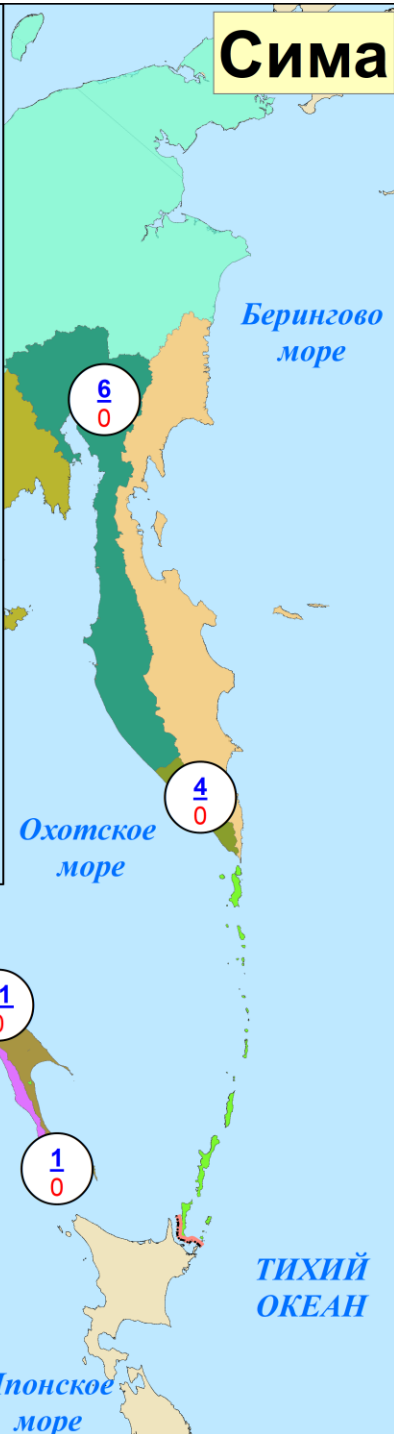 Сима
Берингово
море
6
0
4
0
Охотское
море
1
0
1
0
ТИХИЙ
ОКЕАН
Японское
море